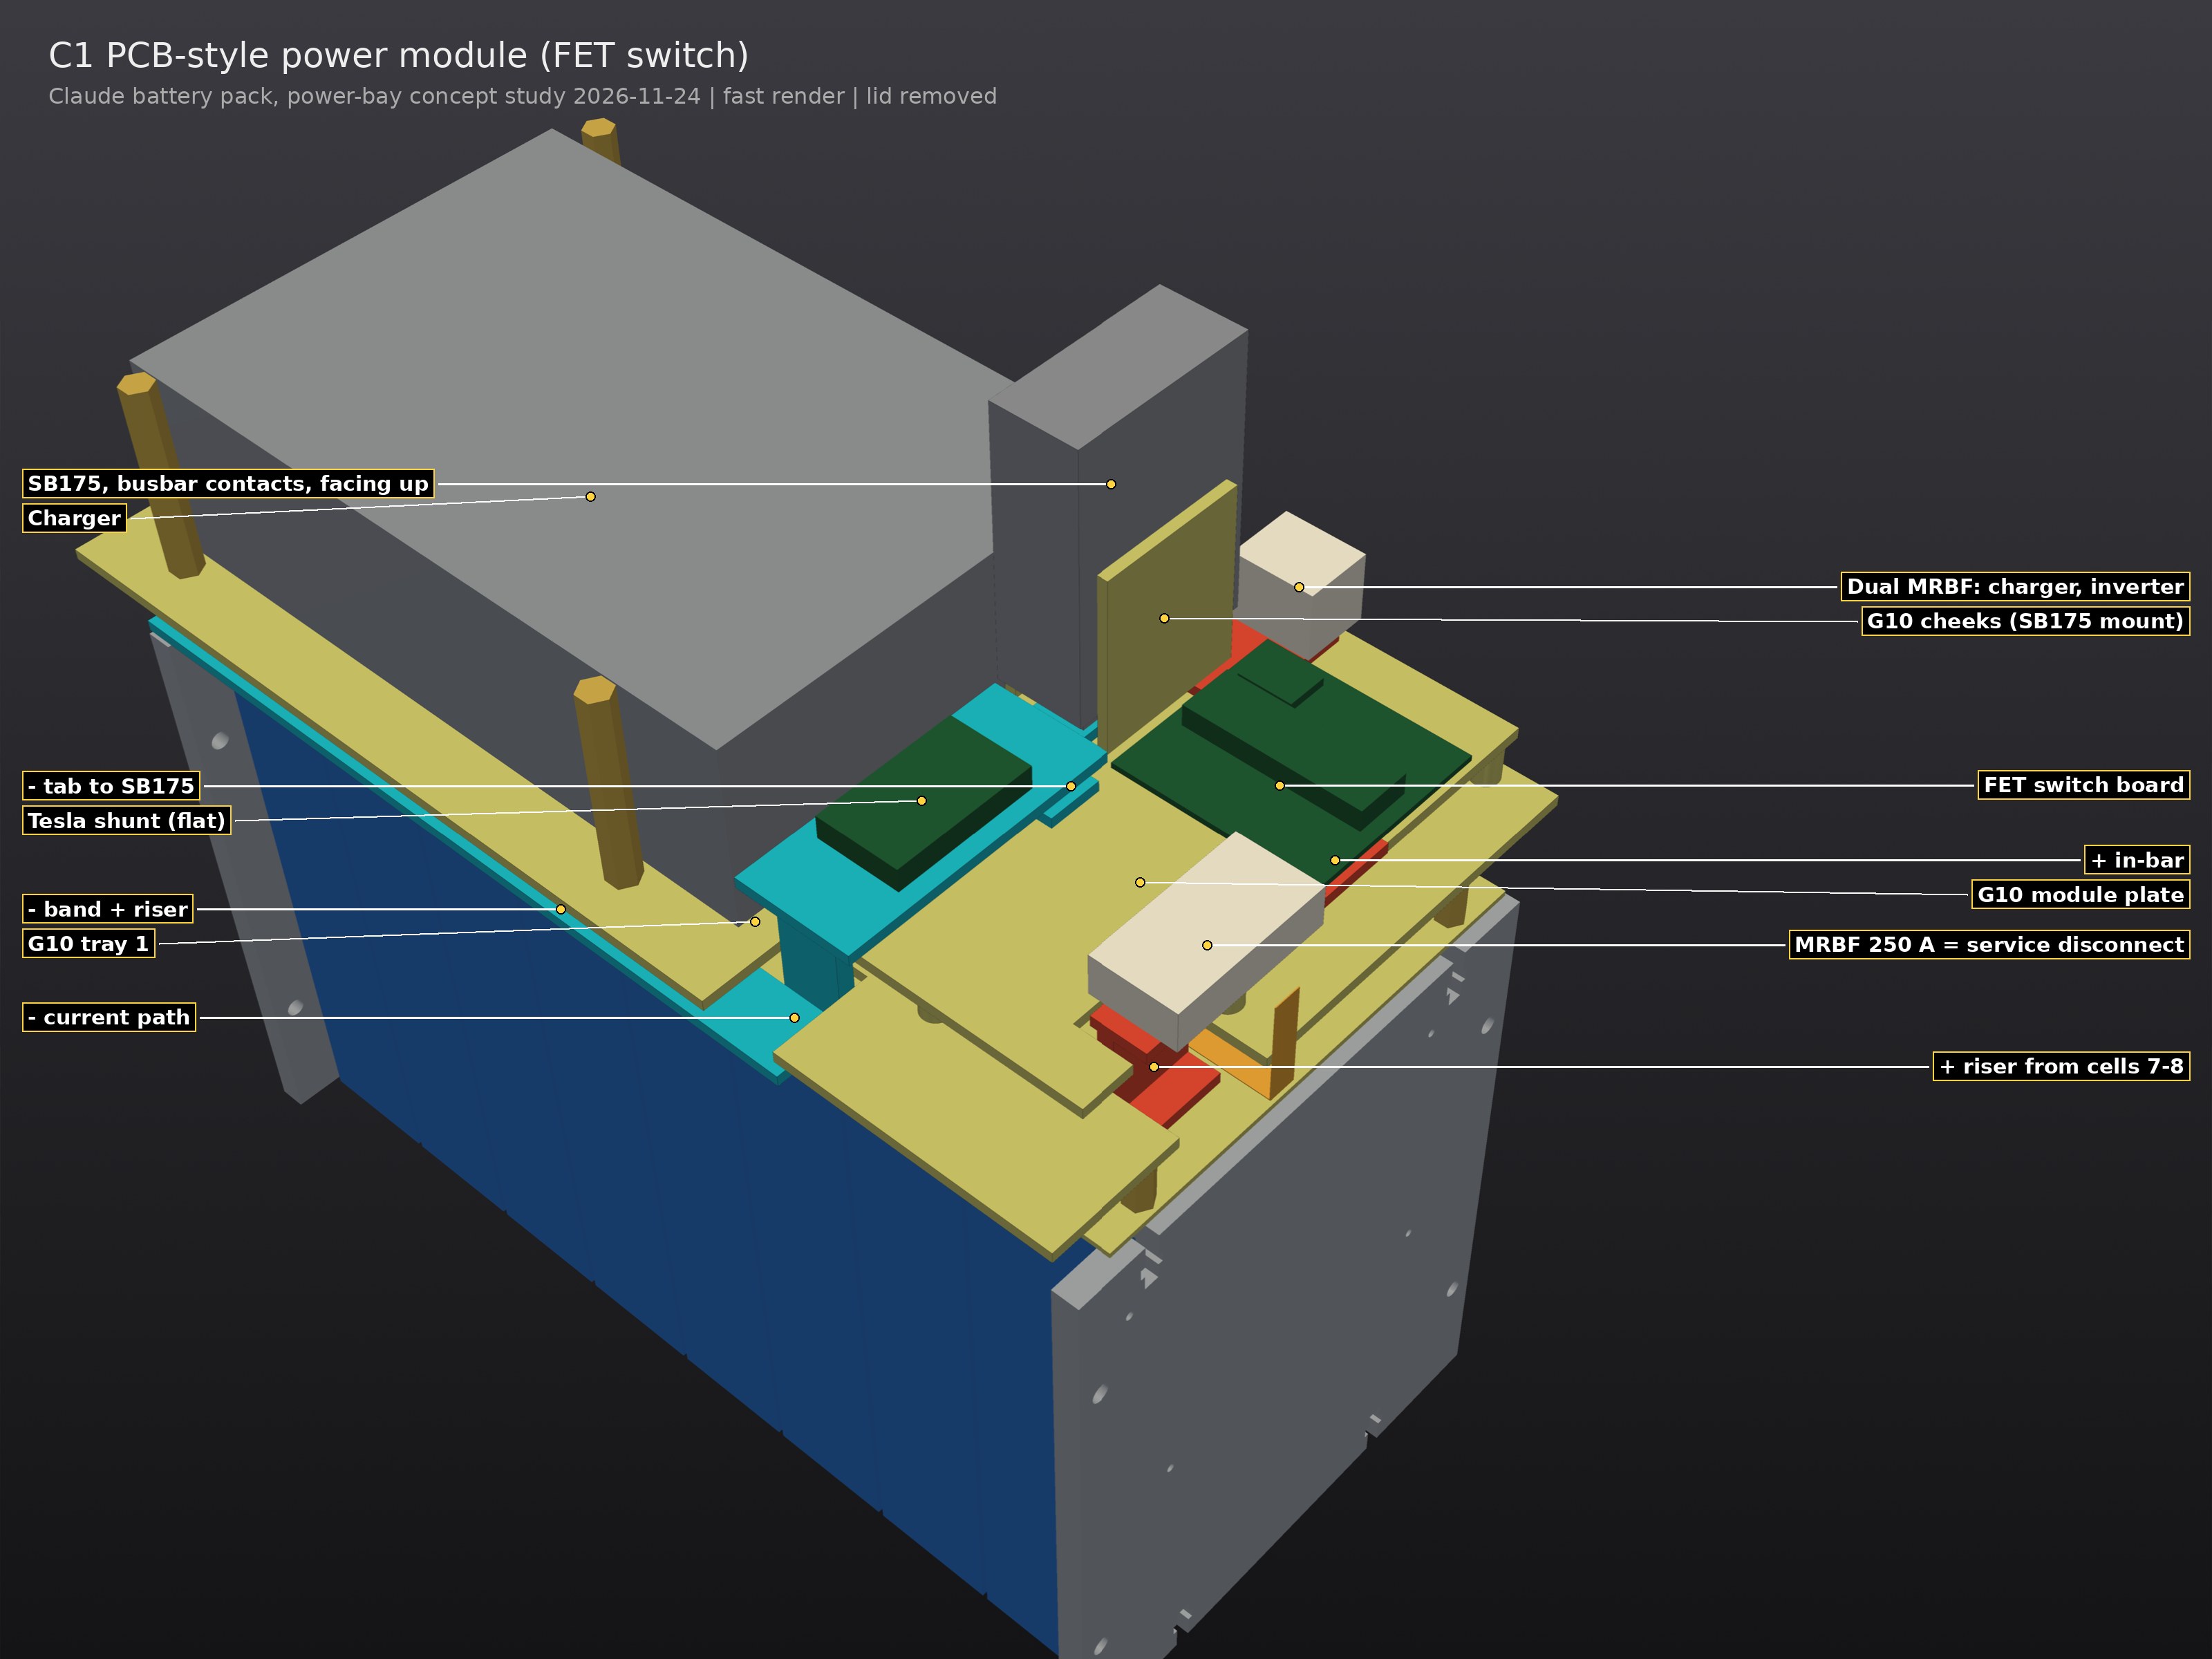 C1 PCB-style power module (FET switch)
Claude battery pack, power-bay concept study 2026-11-24 | fast render | lid removed
SB175, busbar contacts, facing up
Charger
Dual MRBF: charger, inverter
G10 cheeks (SB175 mount)
- tab to SB175
Tesla shunt (flat)
FET switch board
+ in-bar
G10 module plate
- band + riser
G10 tray 1
MRBF 250 A = service disconnect
- current path
+ riser from cells 7-8